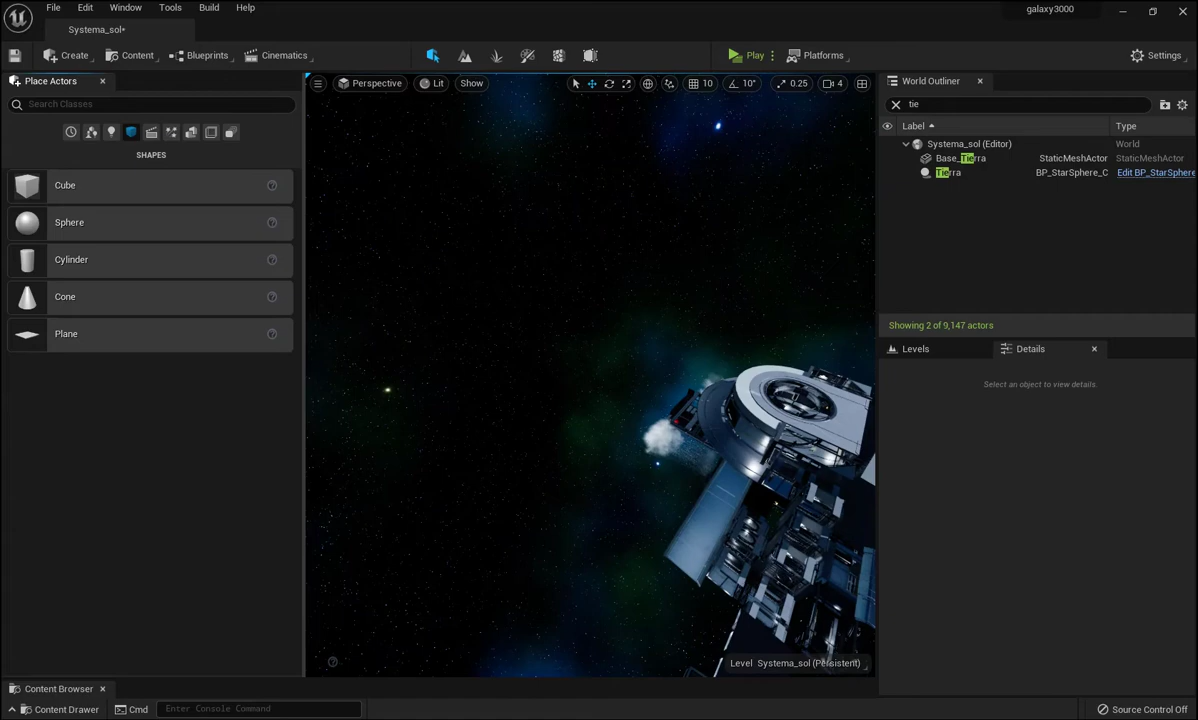 File Edit Window Tools Build Help
galaxy3000
Systema_sol*
Create Content Blueprints Cinematics Play Platforms Settings
Place Actors
Search Classes
SHAPES
Cube
Sphere
Cylinder
Cone
Plane
Perspective Lit Show 10 10° 0.25 4
Level Systema_sol (Persistent)
World Outliner
tie
Label Type
Systema_sol (Editor) World
Base_Tierra StaticMeshActor StaticMeshActor
Tierra BP_StarSphere_C Edit BP_StarSphere
Showing 2 of 9,147 actors
Levels Details
Select an object to view details.
Content Browser
Content Drawer Cmd Enter Console Command Source Control Off